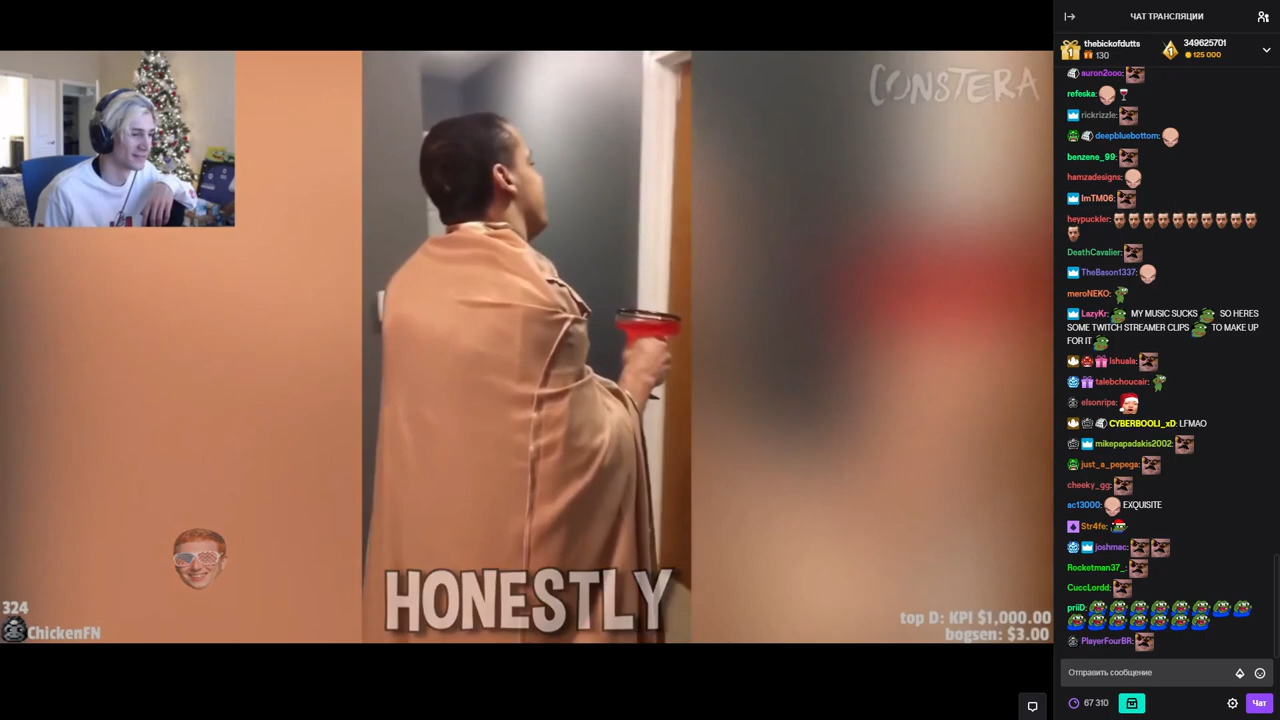 CONSTERA
HONESTLY
324
ChickenFN
top D: KPI $1,000.00
bogsen: $3.00
ЧАТ ТРАНСЛЯЦИИ
thebickofdutts
130
349625701
125 000
auron2ooo:
refeska:
rickrizzle:
deepbluebottom:
benzene_99:
hamzadesigns:
ImTM06:
heypuckler:
DeathCavalier:
TheBason1337:
meroNEKO:
LazyKr: MY MUSIC SUCKS SO HERES
SOME TWITCH STREAMER CLIPS TO MAKE UP
FOR IT
Ishuala:
talebchoucair:
elsonripa:
CYBERBOOLI_xD: LFMAO
mikepapadakis2002:
just_a_pepega:
cheeky_gg:
ac13000: EXQUISITE
Str4fe:
joshmac:
Rocketman37_:
CuccLordd:
priiD:
PlayerFourBR:
Отправить сообщение
67 310
Чат